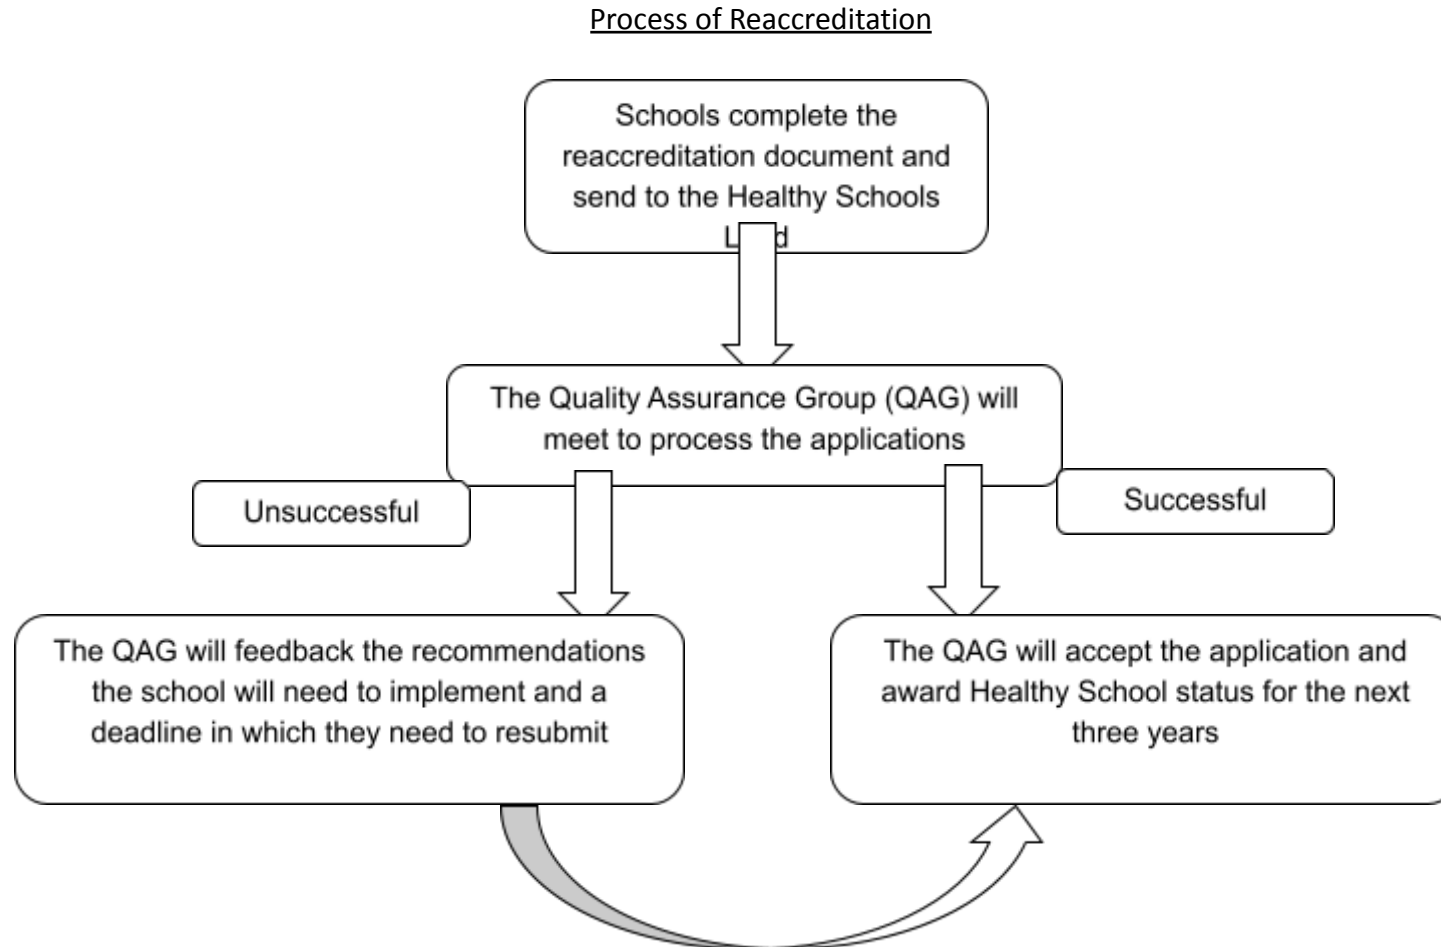 Process of Reaccreditation
Schools complete the
reaccreditation document and
send to the Healthy Schools
The Quality Assurance Group (QAG) will
meet to process the applications
Unsuccessful
Successful
The QAG will feedback the recommendations
the school will need to implement and a
deadline in which they need to resubmit
The QAG will accept the application and
award Healthy School status for the next
three years